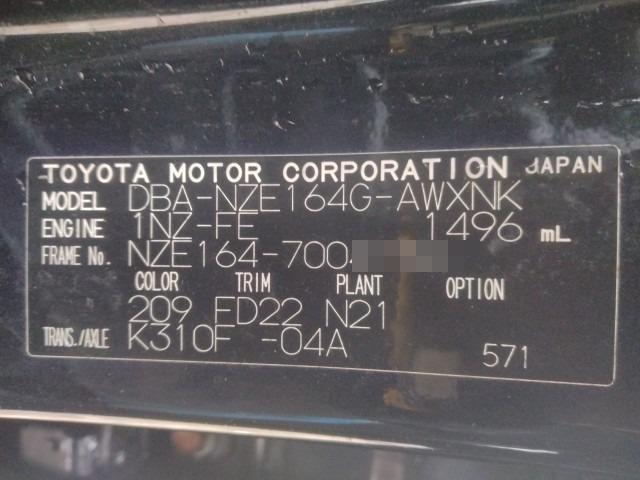 TOYOTA MOTOR CORPORATION JAPAN
MODEL DBA-NZE164G-AWXNK
ENGINE 1NZ-FE 1496 mL
FRAME No. NZE164-700
COLOR TRIM PLANT OPTION
209 FD22 N21
TRANS./AXLE K310F -04A 571